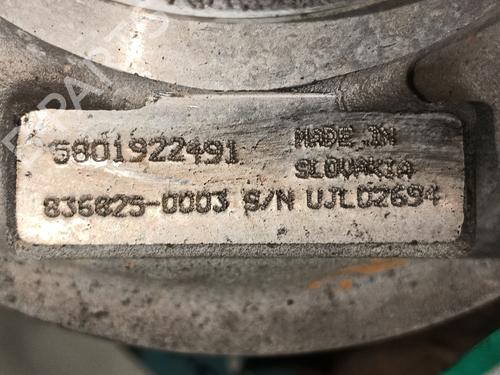 5801922491 MADE IN
SLOVAKIA
836825-0003 S/N UJL02694